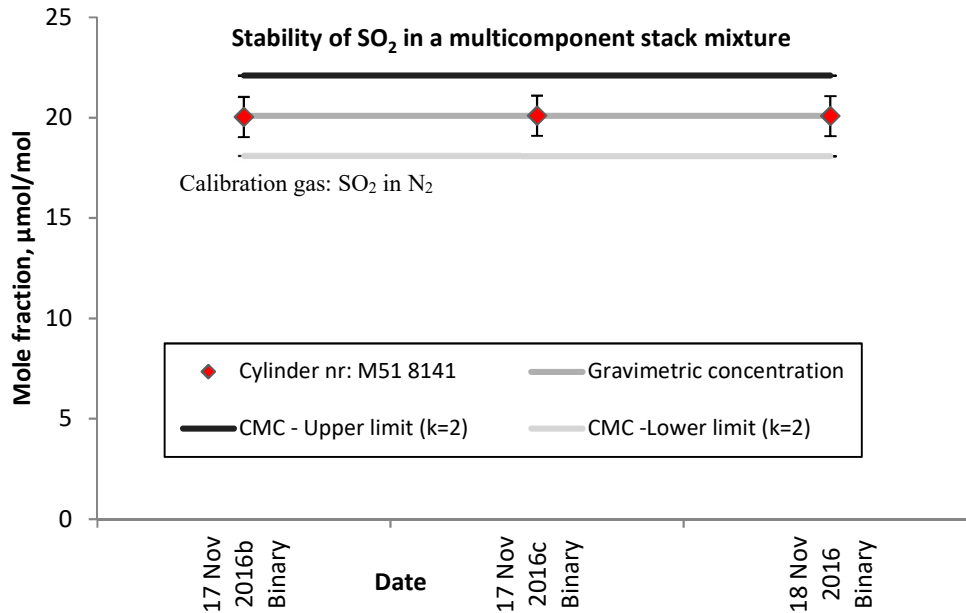 Stability of SO₂ in a multicomponent stack mixture
25
20
15
10
5
0
Mole fraction, µmol/mol
Calibration gas: SO₂ in N₂
Cylinder nr: M51 8141
Gravimetric concentration
CMC - Upper limit (k=2)
CMC -Lower limit (k=2)
17 Nov
2016b
Binary
17 Nov
2016c
Binary
18 Nov
2016
Binary
Date